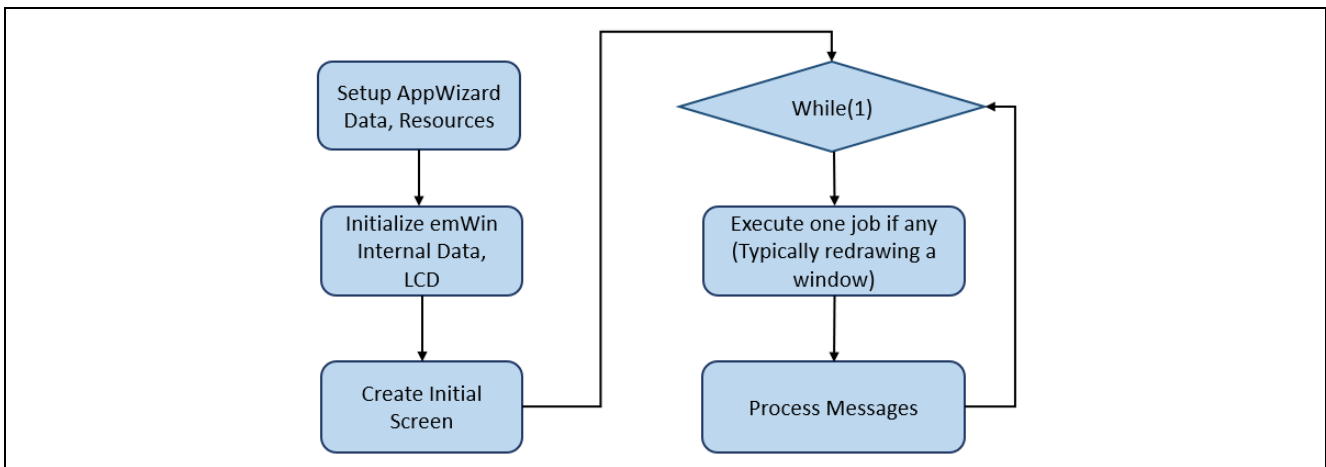 Setup AppWizard
Data, Resources
Initialize emWin
Internal Data,
LCD
Create Initial
Screen
While(1)
Execute one job if any
(Typically redrawing a
window)
Process Messages